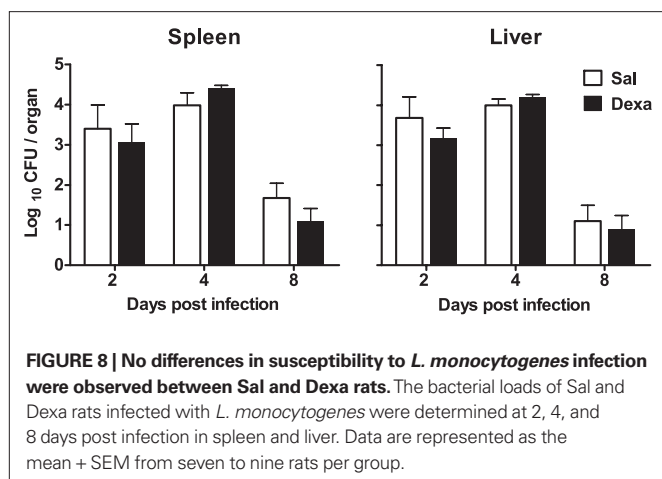 Spleen
Liver
5
4
3
2
1
0
Log 10 CFU / organ
2
4
8
Days post infection
2
4
8
Days post infection
Sal
Dexa
FIGURE 8 | No differences in susceptibility to L. monocytogenes infection
were observed between Sal and Dexa rats. The bacterial loads of Sal and
Dexa rats infected with L. monocytogenes were determined at 2, 4, and
8 days post infection in spleen and liver. Data are represented as the
mean + SEM from seven to nine rats per group.